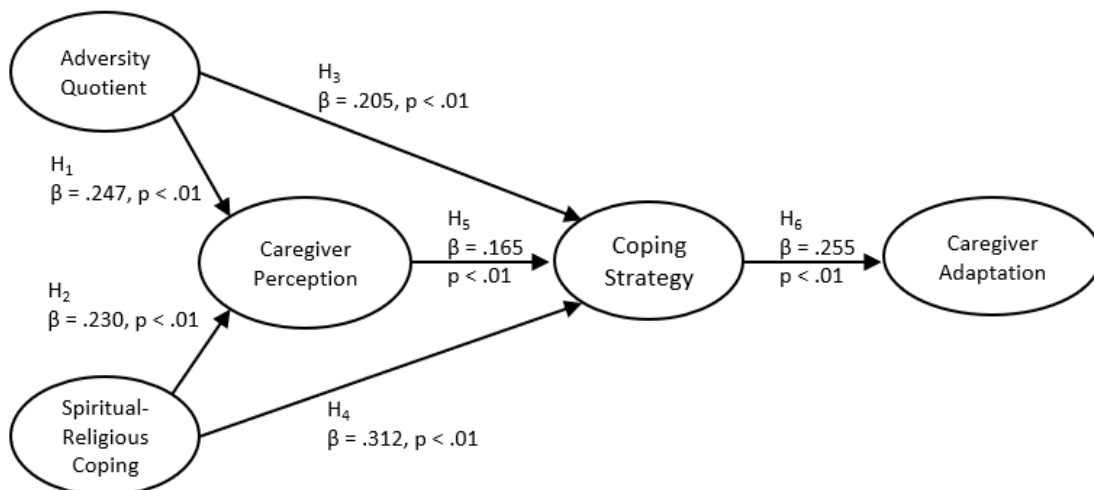 Adversity
Quotient
H₃
β = .205, p < .01
H₁
β = .247, p < .01
Caregiver
Perception
H₅
β = .165
p < .01
Coping
Strategy
H₆
β = .255
p < .01
Caregiver
Adaptation
H₂
β = .230, p < .01
Spiritual-
Religious
Coping
H₄
β = .312, p < .01